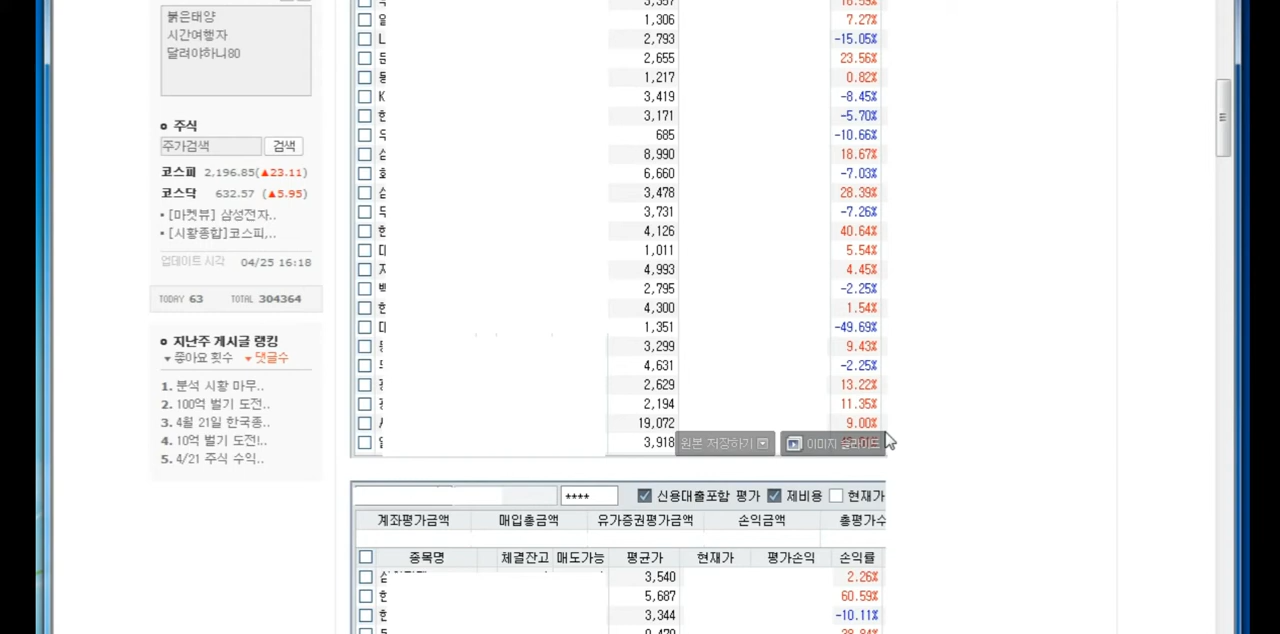 붉은태양
시간여행자
달려야하니80
주식
주가검색 검색
코스피 2,196.85(▲23.11)
코스닥 632.57 (▲5.95)
• [마켓뷰] 삼성전자..
• [시황종합]코스피,...
업데이트 시각 04/25 16:18
TODAY 63 TOTAL 304364
지난주 게시글 랭킹
▾ 좋아요 횟수 ▾ 댓글수
1. 분석 시황 마무..
2. 100억 벌기 도전..
3. 4월 21일 한국종..
4. 10억 벌기 도전!..
5. 4/21 주식 수익..
1,306 7.27%
L 2,793 -15.05%
2,655 23.56%
1,217 0.82%
K 3,419 -8.45%
3,171 -5.70%
685 -10.66%
8,990 18.67%
6,660 -7.03%
3,478 28.39%
3,731 -7.26%
4,126 40.64%
1,011 5.54%
4,993 4.45%
2,795 -2.25%
4,300 1.54%
1,351 -49.69%
3,299 9.43%
4,631 -2.25%
2,629 13.22%
2,194 11.35%
19,072 9.00%
3,918 원본 저장하기 이미지 슬라이드
**** 신용대출포함 평가 제비용 현재가
계좌평가금액 매입총금액 유가증권평가금액 손익금액 총평가수
종목명 체결잔고 매도가능 평균가 현재가 평가손익 손익률
3,540 2.26%
5,687 60.59%
3,344 -10.11%